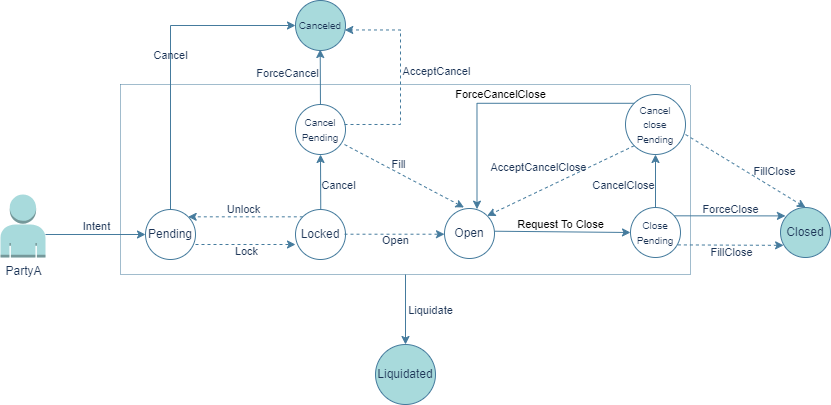 Canceled
Cancel
ForceCancel
AcceptCancel
ForceCancelClose
Cancel
Pending
Cancel
close
Pending
Fill
AcceptCancelClose
FillClose
Cancel
CancelClose
Intent
Unlock
Request To Close
ForceClose
Pending
Locked
Open
Open
Close
Pending
Closed
Lock
FillClose
PartyA
Liquidate
Liquidated